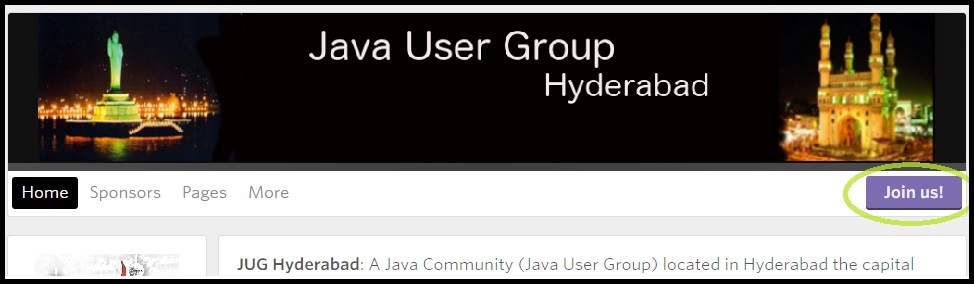 Java User Group
Hyderabad
Home Sponsors Pages More Join us!
JUG Hyderabad: A Java Community (Java User Group) located in Hyderabad the capital